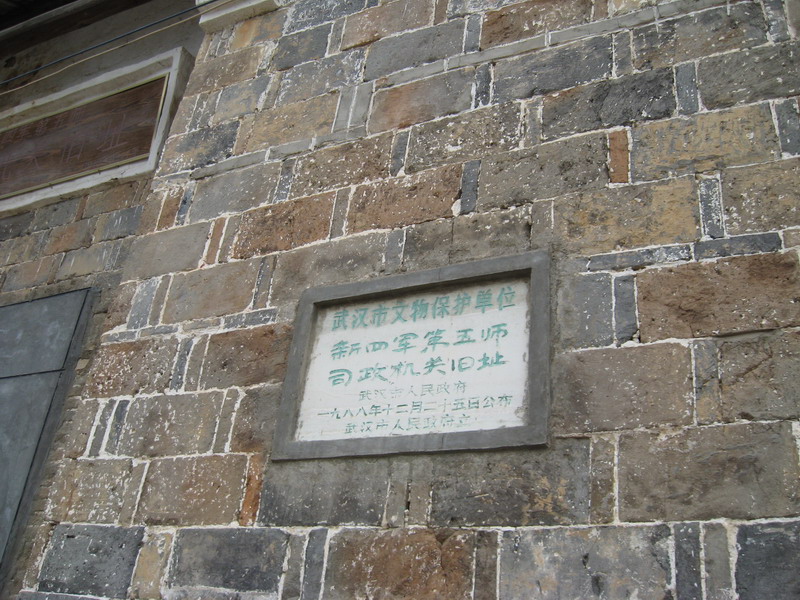 武汉市文物保护单位
新四军第五师
司政机关旧址
武汉市人民政府
一九八八年十二月二十五日公布
武汉市人民政府立
旧址